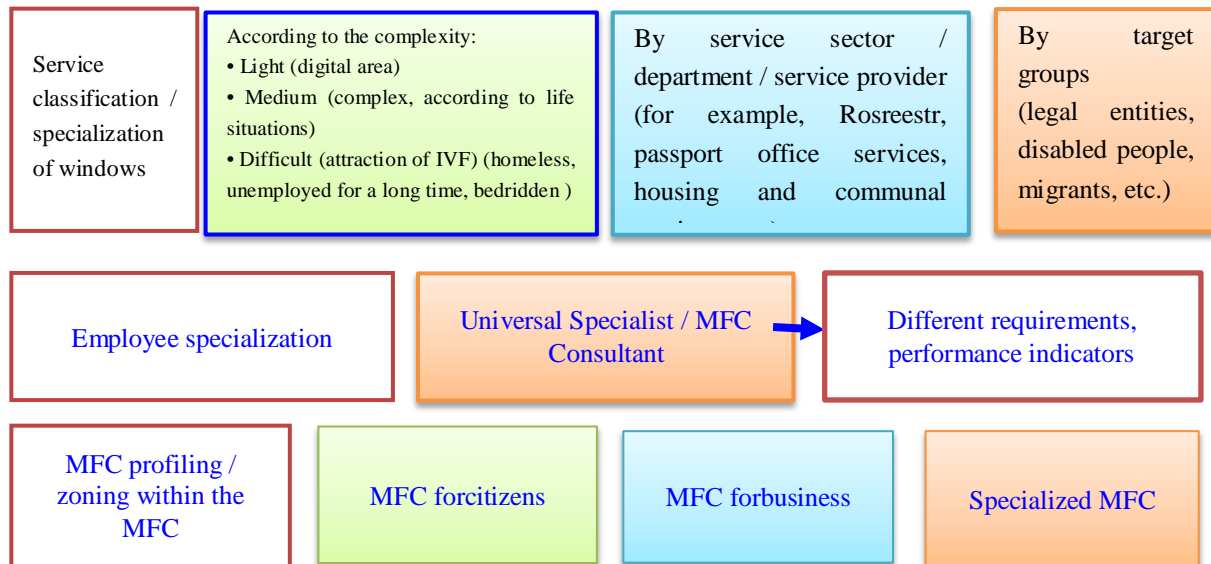 Service
classification /
specialization
of windows
According to the complexity:
• Light (digital area)
• Medium (complex, according to life
situations)
• Difficult (attraction of IVF) (homeless,
unemployed for a long time, bedridden )
By service sector /
department / service provider
(for example, Rosreestr,
passport office services,
housing and communal
By target
groups
(legal entities,
disabled people,
migrants, etc.)
Employee specialization
Universal Specialist / MFC
Consultant
Different requirements,
performance indicators
MFC profiling /
zoning within the
MFC
MFC forcitizens
MFC forbusiness
Specialized MFC